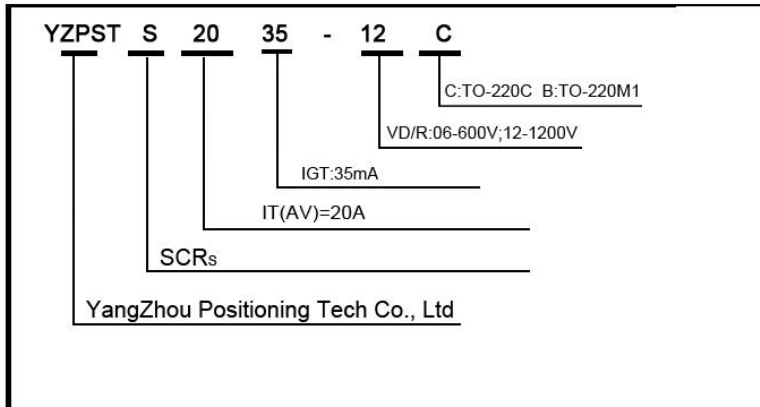 YZPST S 20 35 - 12 C
C:TO-220C B:TO-220M1
VD/R:06-600V;12-1200V
IGT:35mA
IT(AV)=20A
SCRs
YangZhou Positioning Tech Co., Ltd